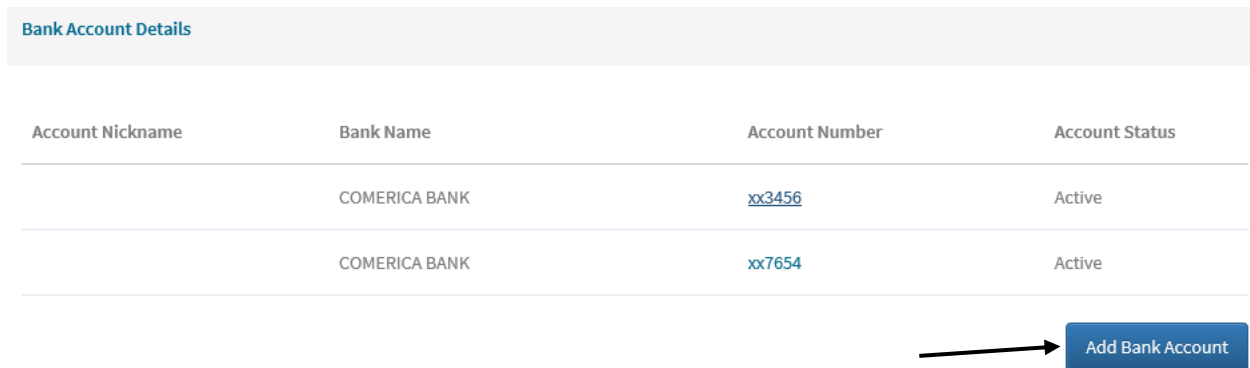 Bank Account Details
Account Nickname Bank Name Account Number Account Status
COMERICA BANK xx3456 Active
COMERICA BANK xx7654 Active
Add Bank Account